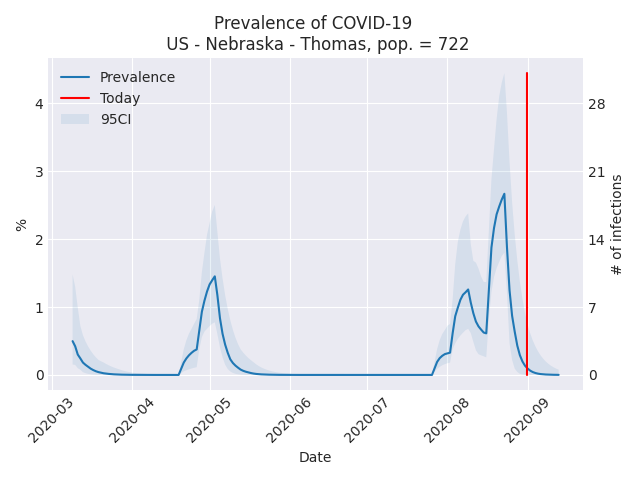 Prevalence of COVID-19
US - Nebraska - Thomas, pop. = 722
Prevalence
Today
95CI
4
3
2
1
0
%
28
21
14
7
0
# of infections
2020-03
2020-04
2020-05
2020-06
2020-07
2020-08
2020-09
Date